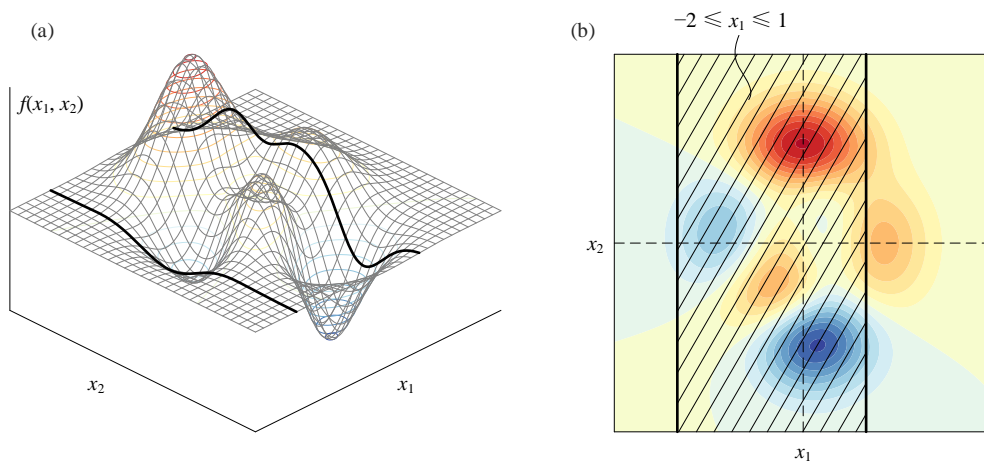 (a)
f(x₁, x₂)
x₂
x₁
(b)
−2 ⩽ x₁ ⩽ 1
x₂
x₁